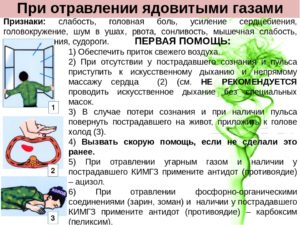 При отравлении ядовитыми газами
Признаки: слабость, головная боль, усиление сердцебиения,
головокружение, шум в ушах, рвота, сонливость, мышечная слабость,
ния, судороги. ПЕРВАЯ ПОМОЩЬ:
1) Обеспечить приток свежего воздуха.
2) При отсутствии у пострадавшего сознания и пульса
приступить к искусственному дыханию и непрямому
массажу сердца (2) (см. НЕ РЕКОМЕНДУЕТСЯ
проводить искусственное дыхание без специальных
масок.
3) В случае потери сознания и при наличии пульса
повернуть пострадавшего на живот, приложить к голове
холод (3).
4) Вызвать скорую помощь, если не сделали это
ранее.
5) При отравлении угарным газом и наличии у
пострадавшего КИМГЗ примените антидот (противоядие)
– ацизол.
6) При отравлении фосфорно-органическими
соединениями (зарин, зоман) и наличии у пострадавшего
КИМГЗ примените антидот (противоядие) – карбоксим
(пеликсим).
1
2
3